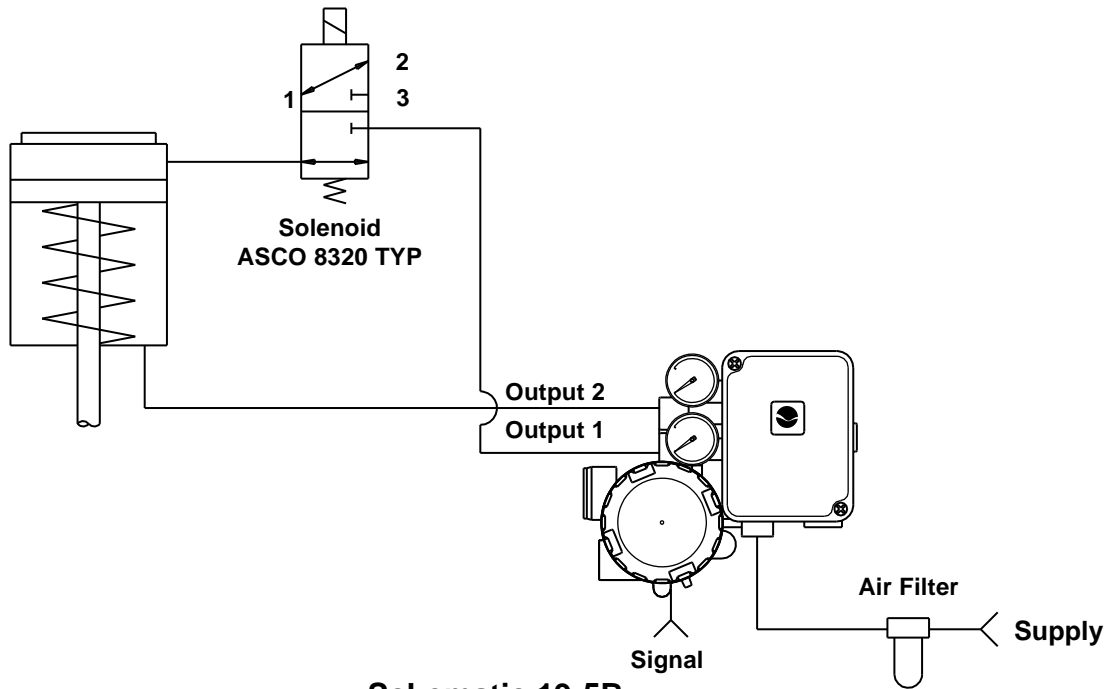 2
1
3
Solenoid
ASCO 8320 TYP
Output 2
Output 1
Air Filter
Supply
Signal